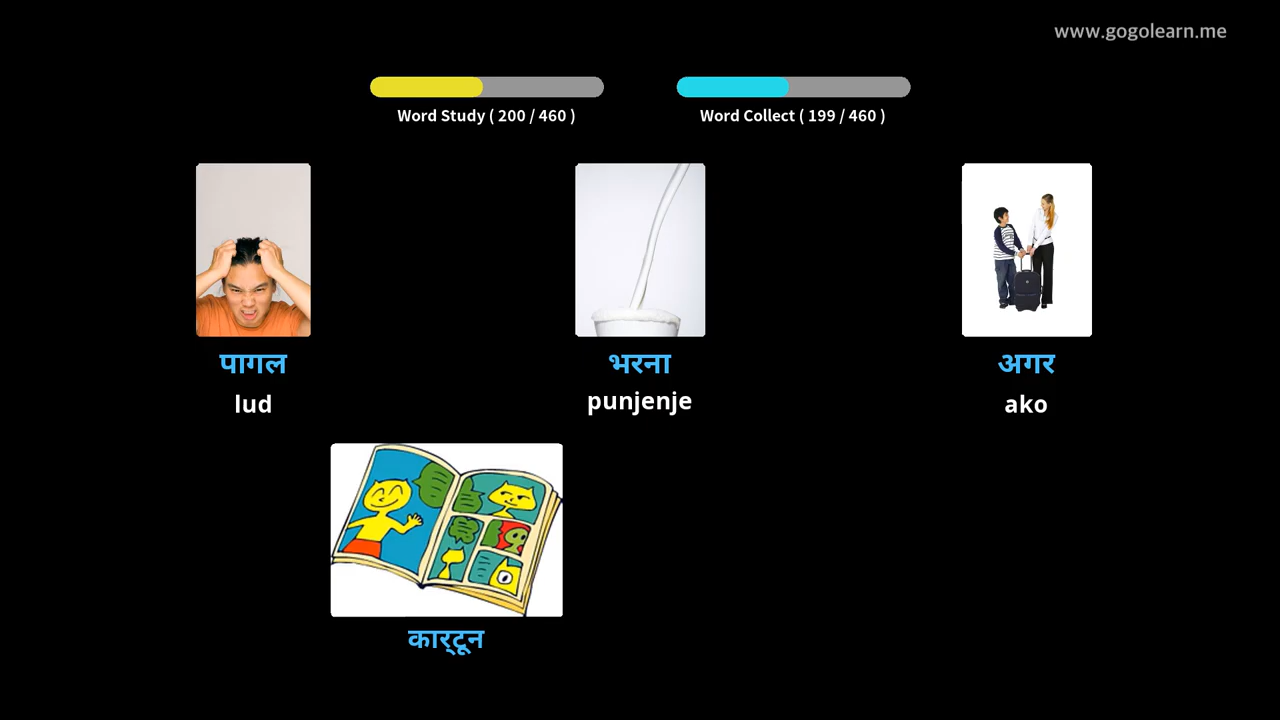 www.gogolearn.me
Word Study ( 200 / 460 )
Word Collect ( 199 / 460 )
पागल
भरना
अगर
lud
punjenje
ako
कार्टून